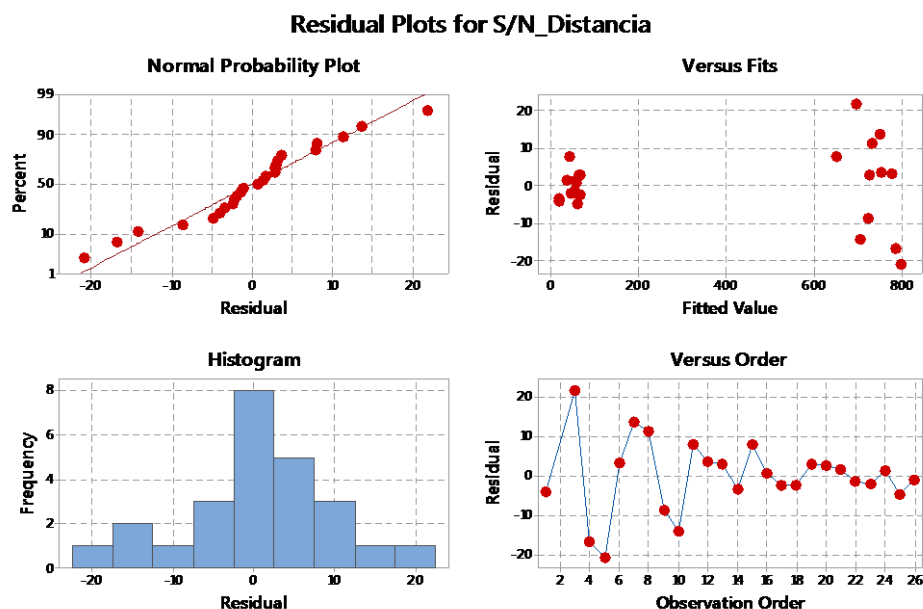 Residual Plots for S/N_Distancia
Normal Probability Plot
Percent
99
90
50
10
1
-20
-10
0
10
20
Residual
Versus Fits
Residual
20
10
0
-10
-20
0
200
400
600
800
Fitted Value
Histogram
Frequency
8
6
4
2
0
-20
-10
0
10
20
Residual
Versus Order
Residual
20
10
0
-10
-20
2 4 6 8 10 12 14 16 18 20 22 24 26
Observation Order